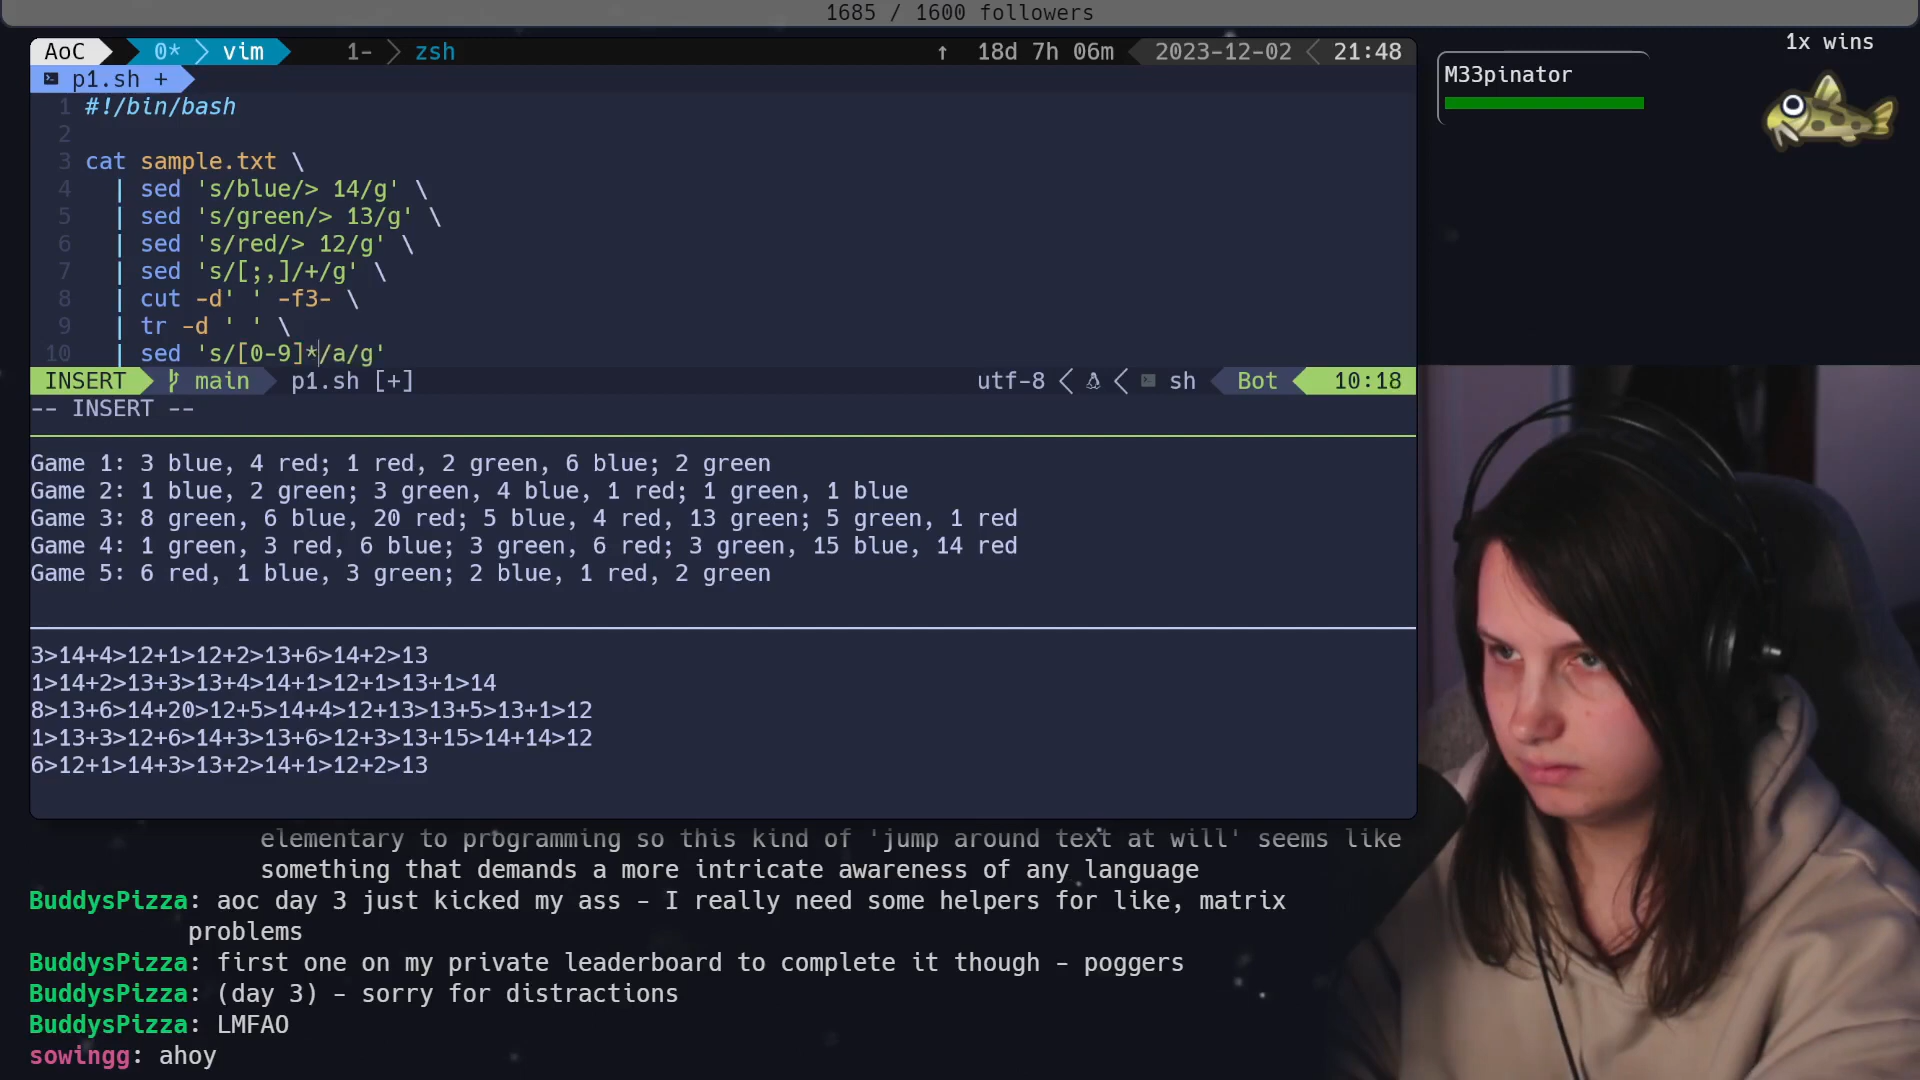 1685 / 1600 followers
AoC 0* vim 1- zsh ↑ 18d 7h 06m 2023-12-02 21:48
p1.sh +
1 #!/bin/bash
2
3 cat sample.txt \
4 | sed 's/blue/> 14/g' \
5 | sed 's/green/> 13/g' \
6 | sed 's/red/> 12/g' \
7 | sed 's/[;,]/+/g' \
8 | cut -d' ' -f3- \
9 | tr -d ' ' \
10 | sed 's/[0-9]*/a/g'
INSERT main p1.sh [+] utf-8 sh Bot 10:18
-- INSERT --
Game 1: 3 blue, 4 red; 1 red, 2 green, 6 blue; 2 green
Game 2: 1 blue, 2 green; 3 green, 4 blue, 1 red; 1 green, 1 blue
Game 3: 8 green, 6 blue, 20 red; 5 blue, 4 red, 13 green; 5 green, 1 red
Game 4: 1 green, 3 red, 6 blue; 3 green, 6 red; 3 green, 15 blue, 14 red
Game 5: 6 red, 1 blue, 3 green; 2 blue, 1 red, 2 green
3>14+4>12+1>12+2>13+6>14+2>13
1>14+2>13+3>13+4>14+1>12+1>13+1>14
8>13+6>14+20>12+5>14+4>12+13>13+5>13+1>12
1>13+3>12+6>14+3>13+6>12+3>13+15>14+14>12
6>12+1>14+3>13+2>14+1>12+2>13
elementary to programming so this kind of 'jump around text at will' seems like
something that demands a more intricate awareness of any language
BuddysPizza: aoc day 3 just kicked my ass - I really need some helpers for like, matrix
problems
BuddysPizza: first one on my private leaderboard to complete it though - poggers
BuddysPizza: (day 3) - sorry for distractions
BuddysPizza: LMFAO
sowingg: ahoy
M33pinator
1x wins